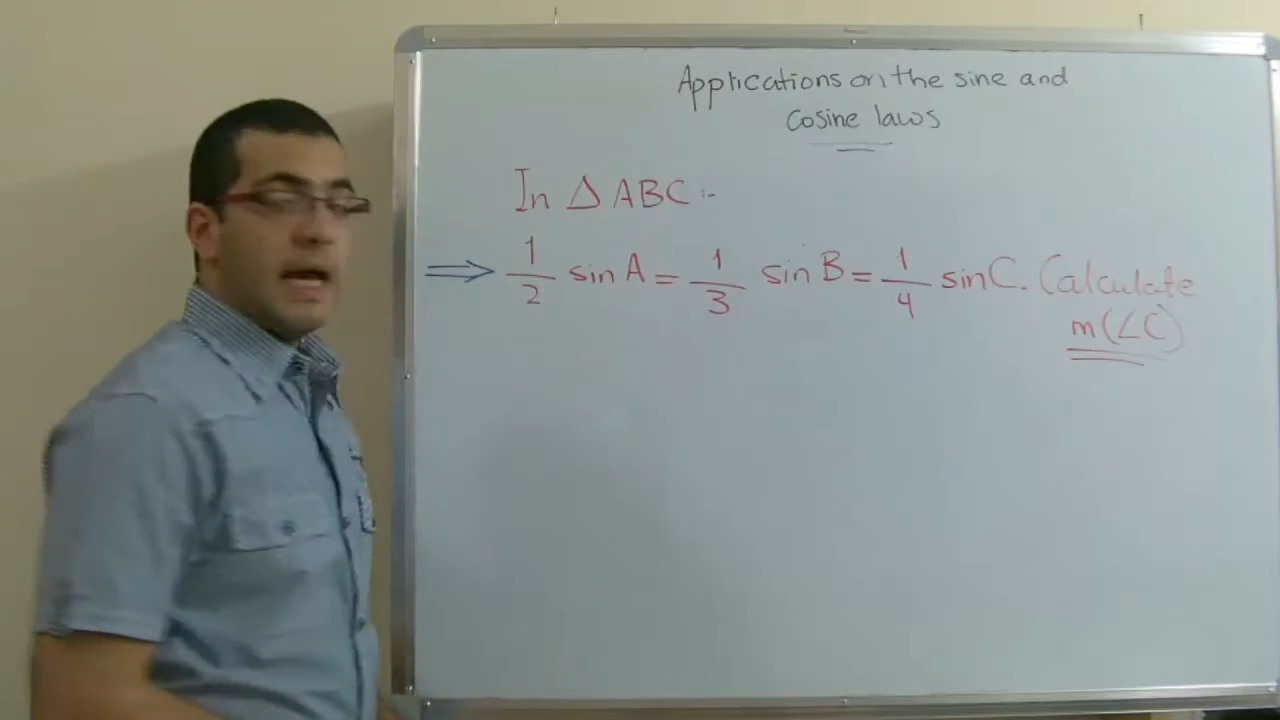 Applications on the sine and
Cosine laws
In Δ ABC :-
⇒ 1/2 sin A = 1/3 sin B = 1/4 sin C. Calculate
m(∠C)